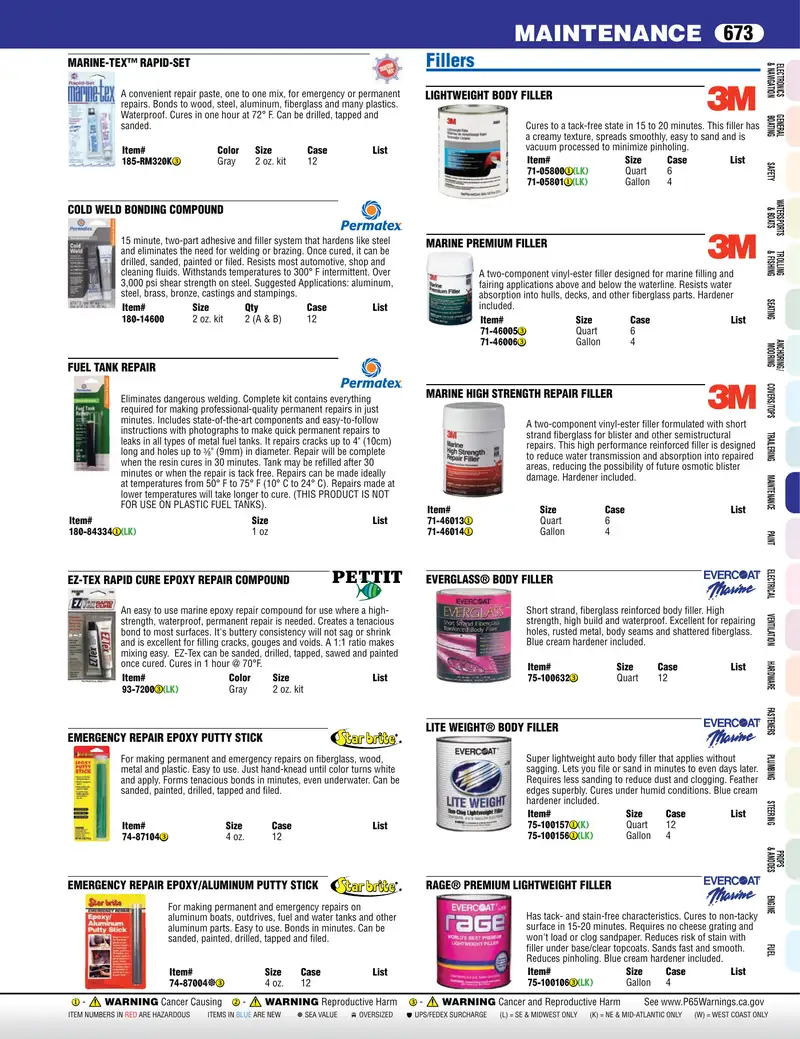 MAINTENANCE 673
MARINE-TEX™ RAPID-SET
A convenient repair paste, one to one mix, for emergency or permanent
repairs. Bonds to wood, steel, aluminum, fiberglass and many plastics.
Waterproof. Cures in one hour at 72° F. Can be drilled, tapped and
sanded.
Item# Color Size Case List
185-RM320K③ Gray 2 oz. kit 12
COLD WELD BONDING COMPOUND
Permatex
15 minute, two-part adhesive and filler system that hardens like steel
and eliminates the need for welding or brazing. Once cured, it can be
drilled, sanded, painted or filed. Resists most automotive, shop and
cleaning fluids. Withstands temperatures to 300° F intermittent. Over
3,000 psi shear strength on steel. Suggested Applications: aluminum,
steel, brass, bronze, castings and stampings.
Item# Size Qty Case List
180-14600 2 oz. kit 2 (A & B) 12
FUEL TANK REPAIR
Permatex
Eliminates dangerous welding. Complete kit contains everything
required for making professional-quality permanent repairs in just
minutes. Includes state-of-the-art components and easy-to-follow
instructions with photographs to make quick permanent repairs to
leaks in all types of metal fuel tanks. It repairs cracks up to 4" (10cm)
long and holes up to ⅜" (9mm) in diameter. Repair will be complete
when the resin cures in 30 minutes. Tank may be refilled after 30
minutes or when the repair is tack free. Repairs can be made ideally
at temperatures from 50° F to 75° F (10° C to 24° C). Repairs made at
lower temperatures will take longer to cure. (THIS PRODUCT IS NOT
FOR USE ON PLASTIC FUEL TANKS).
Item# Size List
180-84334①(LK) 1 oz
EZ-TEX RAPID CURE EPOXY REPAIR COMPOUND
PETTIT
An easy to use marine epoxy repair compound for use where a high-
strength, waterproof, permanent repair is needed. Creates a tenacious
bond to most surfaces. It's buttery consistency will not sag or shrink
and is excellent for filling cracks, gouges and voids. A 1:1 ratio makes
mixing easy. EZ-Tex can be sanded, drilled, tapped, sawed and painted
once cured. Cures in 1 hour @ 70°F.
Item# Color Size List
93-7200③(LK) Gray 2 oz. kit
EMERGENCY REPAIR EPOXY PUTTY STICK
Star brite
For making permanent and emergency repairs on fiberglass, wood,
metal and plastic. Easy to use. Just hand-knead until color turns white
and apply. Forms tenacious bonds in minutes, even underwater. Can be
sanded, painted, drilled, tapped and filed.
Item# Size Case List
74-87104③ 4 oz. 12
EMERGENCY REPAIR EPOXY/ALUMINUM PUTTY STICK
Star brite
For making permanent and emergency repairs on
aluminum boats, outdrives, fuel and water tanks and other
aluminum parts. Easy to use. Bonds in minutes. Can be
sanded, painted, drilled, tapped and filed.
Item# Size Case List
74-87004③ 4 oz. 12
Fillers
LIGHTWEIGHT BODY FILLER
3M
Cures to a tack-free state in 15 to 20 minutes. This filler has
a creamy texture, spreads smoothly, easy to sand and is
vacuum processed to minimize pinholing.
Item# Size Case List
71-05800①(LK) Quart 6
71-05801①(LK) Gallon 4
MARINE PREMIUM FILLER
3M
A two-component vinyl-ester filler designed for marine filling and
fairing applications above and below the waterline. Resists water
absorption into hulls, decks, and other fiberglass parts. Hardener
included.
Item# Size List
71-46005③ Quart 6
71-46006③ Gallon 4
MARINE HIGH STRENGTH REPAIR FILLER
3M
A two-component vinyl-ester filler formulated with short
strand fiberglass for blister and other semistructural
repairs. This high performance reinforced filler is designed
to reduce water transmission and absorption into repaired
areas, reducing the possibility of future osmotic blister
damage. Hardener included.
Item# Size Case List
71-46013① Quart 6
71-46014① Gallon 4
EVERGLASS® BODY FILLER
EVERCOAT
Marine
Short strand, fiberglass reinforced body filler. High
strength, high build and waterproof. Excellent for repairing
holes, rusted metal, body seams and shattered fiberglass.
Blue cream hardener included.
Item# Size Case List
75-100632③ Quart 12
LITE WEIGHT® BODY FILLER
EVERCOAT
Marine
Super lightweight auto body filler that applies without
sagging. Lets you file or sand in minutes to even days later.
Requires less sanding to reduce dust and clogging. Feather
edges superbly. Cures under humid conditions. Blue cream
hardener included.
Item# Size Case List
75-100157①(K) Quart 12
75-100156①(LK) Gallon 4
RAGE® PREMIUM LIGHTWEIGHT FILLER
EVERCOAT
Marine
Has tack- and stain-free characteristics. Cures to non-tacky
surface in 15-20 minutes. Requires no cheese grating and
won't load or clog sandpaper. Reduces risk of stain with
filler under base/clear topcoats. Sands fast and smooth.
Reduces pinholing. Blue cream hardener included.
Item# Size Case List
75-100106③(LK) Gallon 4
ELECTRONICS
& NAVIGATION
GENERAL
BOATING
SAFETY
WATERSPORTS
& BOATS
TROLLING
& FISHING
SEATING
ANCHORING/
MOORING
COVERS/TOPS
TRAILERING
MAINTENANCE
PAINT
ELECTRICAL
VENTILATION
HARDWARE
FASTENERS
PLUMBING
STEERING
PROPS
& ANODES
ENGINE
FUEL
① - WARNING Cancer Causing ② - WARNING Reproductive Harm ③ - WARNING Cancer and Reproductive Harm See www.P65Warnings.ca.gov
ITEM NUMBERS IN RED ARE HAZARDOUS ITEMS IN BLUE ARE NEW SEA VALUE OVERSIZED UPS/FEDEX SURCHARGE (L) = SE & MIDWEST ONLY (K) = NE & MID-ATLANTIC ONLY (W) = WEST COAST ONLY